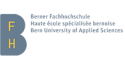 B
F
H
Berner Fachhochschule
Haute école spécialisée bernoise
Bern University of Applied Sciences